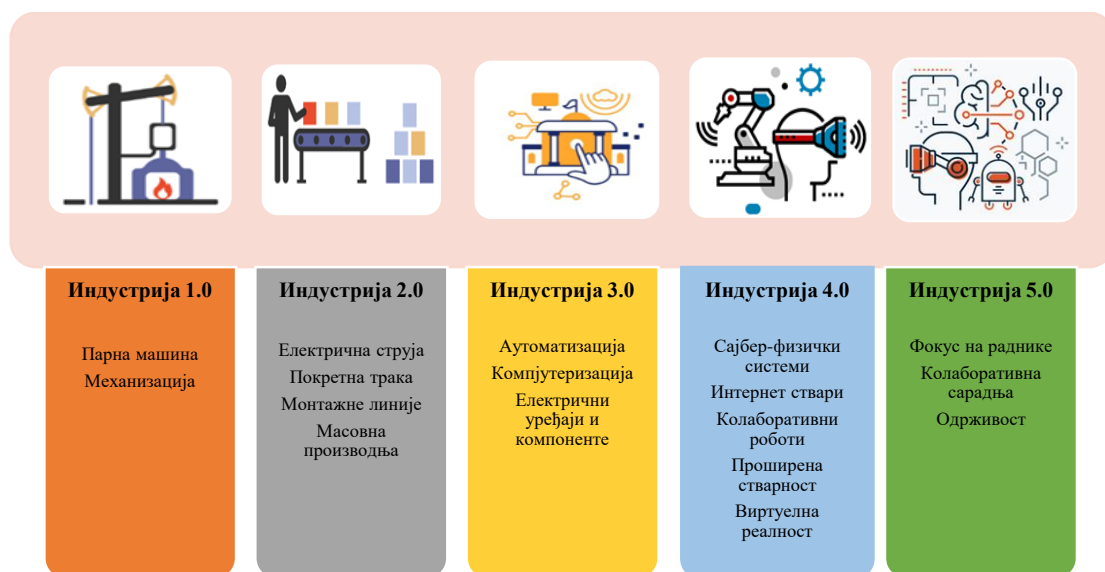 Индустрија 1.0
Парна машина
Механизација
Индустрија 2.0
Електрична струја
Покретна трака
Монтажне линије
Масовна
производња
Индустрија 3.0
Аутоматизација
Компјутеризација
Електрични
уређаји и
компоненте
Индустрија 4.0
Сајбер-физички
системи
Интернет ствари
Колаборативни
роботи
Проширена
стварност
Виртуелна
реалност
Индустрија 5.0
Фокус на раднике
Колаборативна
сарадња
Одрживост